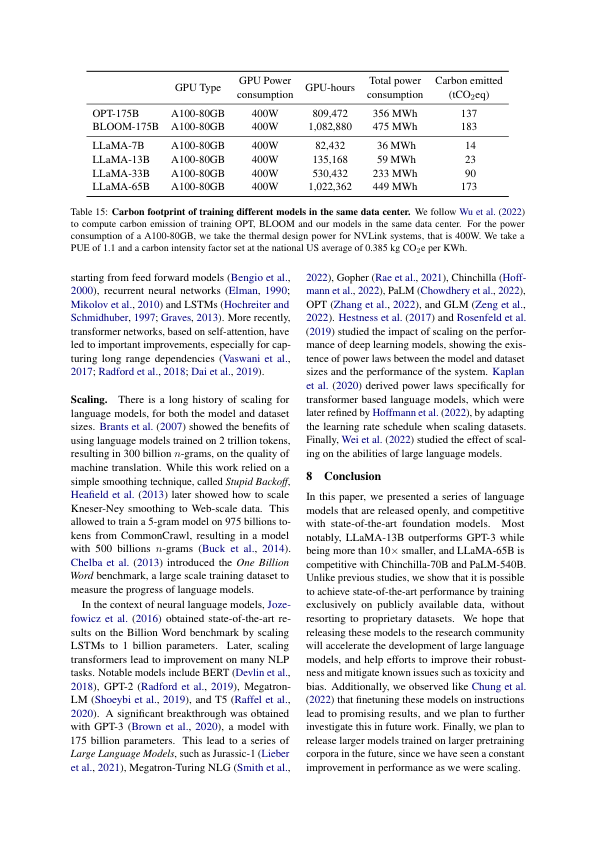 GPU Type GPU Power consumption GPU-hours Total power consumption Carbon emitted (tCO2eq)
OPT-175B A100-80GB 400W 809,472 356 MWh 137
BLOOM-175B A100-80GB 400W 1,082,880 475 MWh 183
LLaMA-7B A100-80GB 400W 82,432 36 MWh 14
LLaMA-13B A100-80GB 400W 135,168 59 MWh 23
LLaMA-33B A100-80GB 400W 530,432 233 MWh 90
LLaMA-65B A100-80GB 400W 1,022,362 449 MWh 173
Table 15: Carbon footprint of training different models in the same data center. We follow Wu et al. (2022)
to compute carbon emission of training OPT, BLOOM and our models in the same data center. For the power
consumption of a A100-80GB, we take the thermal design power for NVLink systems, that is 400W. We take a
PUE of 1.1 and a carbon intensity factor set at the national US average of 0.385 kg CO2e per KWh.
starting from feed forward models (Bengio et al.,
2000), recurrent neural networks (Elman, 1990;
Mikolov et al., 2010) and LSTMs (Hochreiter and
Schmidhuber, 1997; Graves, 2013). More recently,
transformer networks, based on self-attention, have
led to important improvements, especially for cap-
turing long range dependencies (Vaswani et al.,
2017; Radford et al., 2018; Dai et al., 2019).
Scaling. There is a long history of scaling for
language models, for both the model and dataset
sizes. Brants et al. (2007) showed the benefits of
using language models trained on 2 trillion tokens,
resulting in 300 billion n-grams, on the quality of
machine translation. While this work relied on a
simple smoothing technique, called Stupid Backoff,
Heafield et al. (2013) later showed how to scale
Kneser-Ney smoothing to Web-scale data. This
allowed to train a 5-gram model on 975 billions to-
kens from CommonCrawl, resulting in a model
with 500 billions n-grams (Buck et al., 2014).
Chelba et al. (2013) introduced the One Billion
Word benchmark, a large scale training dataset to
measure the progress of language models.
In the context of neural language models, Joze-
fowicz et al. (2016) obtained state-of-the-art re-
sults on the Billion Word benchmark by scaling
LSTMs to 1 billion parameters. Later, scaling
transformers lead to improvement on many NLP
tasks. Notable models include BERT (Devlin et al.,
2018), GPT-2 (Radford et al., 2019), Megatron-
LM (Shoeybi et al., 2019), and T5 (Raffel et al.,
2020). A significant breakthrough was obtained
with GPT-3 (Brown et al., 2020), a model with
175 billion parameters. This lead to a series of
Large Language Models, such as Jurassic-1 (Lieber
et al., 2021), Megatron-Turing NLG (Smith et al.,
2022), Gopher (Rae et al., 2021), Chinchilla (Hoff-
mann et al., 2022), PaLM (Chowdhery et al., 2022),
OPT (Zhang et al., 2022), and GLM (Zeng et al.,
2022). Hestness et al. (2017) and Rosenfeld et al.
(2019) studied the impact of scaling on the perfor-
mance of deep learning models, showing the exis-
tence of power laws between the model and dataset
sizes and the performance of the system. Kaplan
et al. (2020) derived power laws specifically for
transformer based language models, which were
later refined by Hoffmann et al. (2022), by adapting
the learning rate schedule when scaling datasets.
Finally, Wei et al. (2022) studied the effect of scal-
ing on the abilities of large language models.
8 Conclusion
In this paper, we presented a series of language
models that are released openly, and competitive
with state-of-the-art foundation models. Most
notably, LLaMA-13B outperforms GPT-3 while
being more than 10× smaller, and LLaMA-65B is
competitive with Chinchilla-70B and PaLM-540B.
Unlike previous studies, we show that it is possible
to achieve state-of-the-art performance by training
exclusively on publicly available data, without
resorting to proprietary datasets. We hope that
releasing these models to the research community
will accelerate the development of large language
models, and help efforts to improve their robust-
ness and mitigate known issues such as toxicity and
bias. Additionally, we observed like Chung et al.
(2022) that finetuning these models on instructions
lead to promising results, and we plan to further
investigate this in future work. Finally, we plan to
release larger models trained on larger pretraining
corpora in the future, since we have seen a constant
improvement in performance as we were scaling.